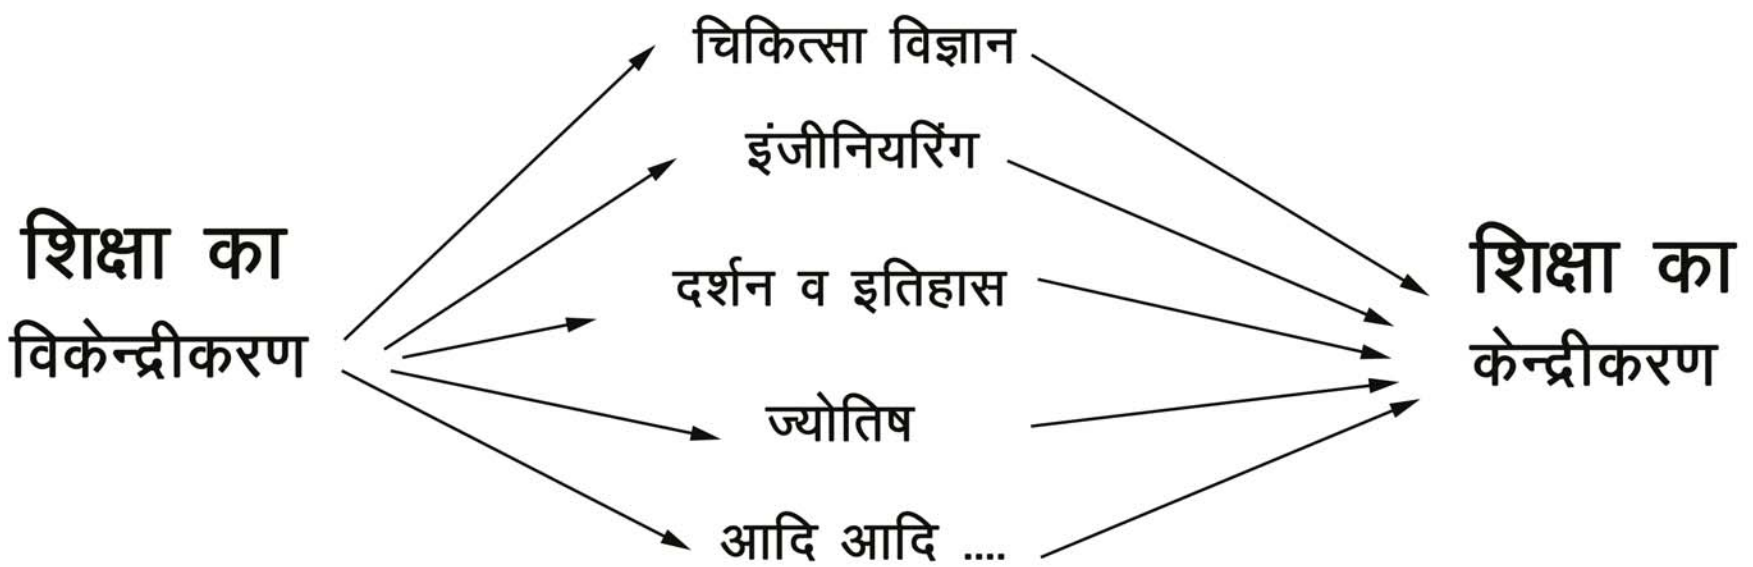 चिकित्सा विज्ञान
इंजीनियरिंग
शिक्षा का
विकेन्द्रीकरण
दर्शन व इतिहास
शिक्षा का
केन्द्रीकरण
ज्योतिष
आदि आदि ....